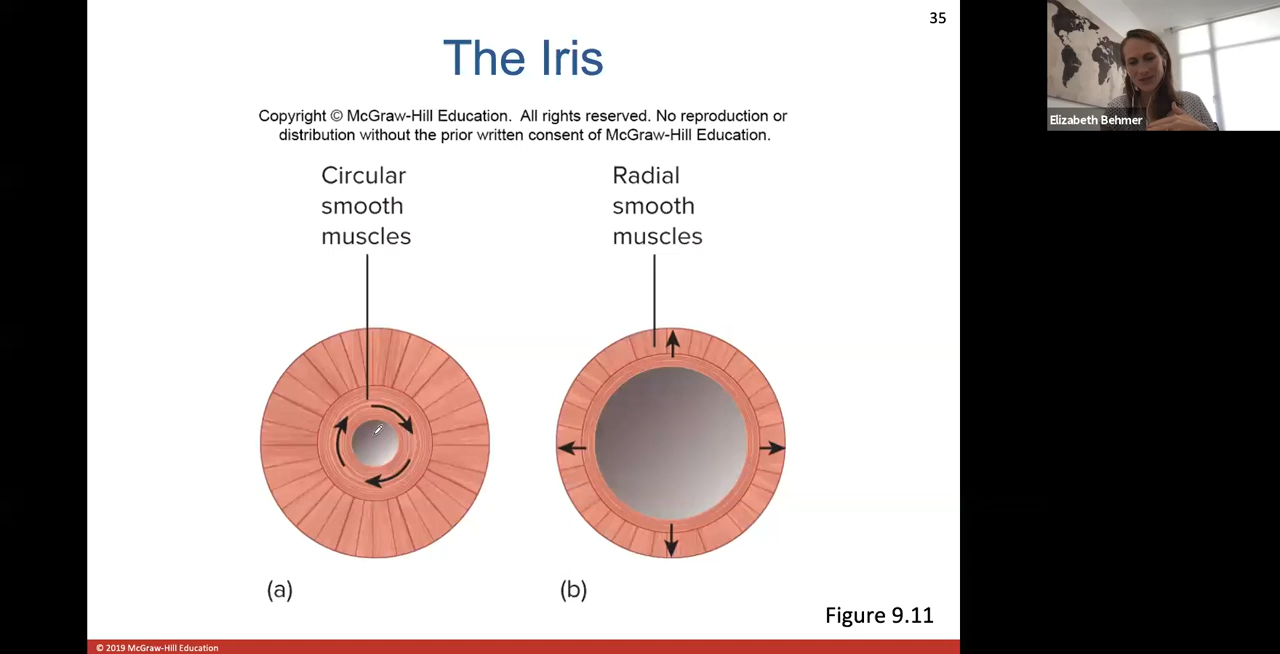 35
The Iris
Copyright © McGraw-Hill Education. All rights reserved. No reproduction or
distribution without the prior written consent of McGraw-Hill Education.
Circular
smooth
muscles
Radial
smooth
muscles
(a)
(b)
Figure 9.11
© 2019 McGraw-Hill Education
Elizabeth Behmer